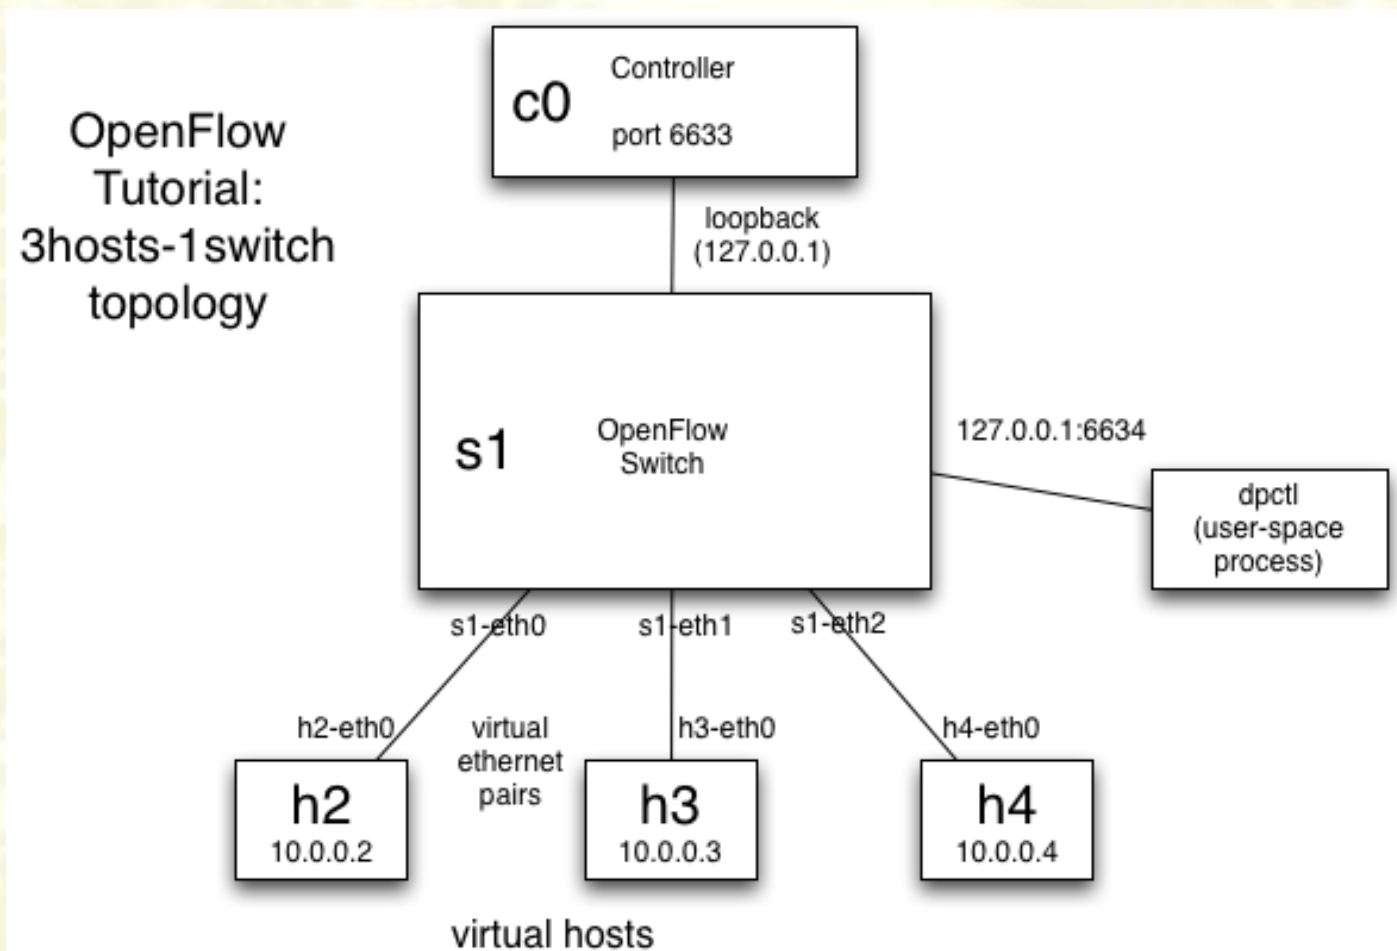 OpenFlow
Tutorial:
3hosts-1switch
topology
c0
Controller
port 6633
loopback
(127.0.0.1)
s1
OpenFlow
Switch
127.0.0.1:6634
dpctl
(user-space
process)
s1-eth0
s1-eth1
s1-eth2
h2-eth0
virtual
ethernet
pairs
h3-eth0
h4-eth0
h2
10.0.0.2
h3
10.0.0.3
h4
10.0.0.4
virtual hosts